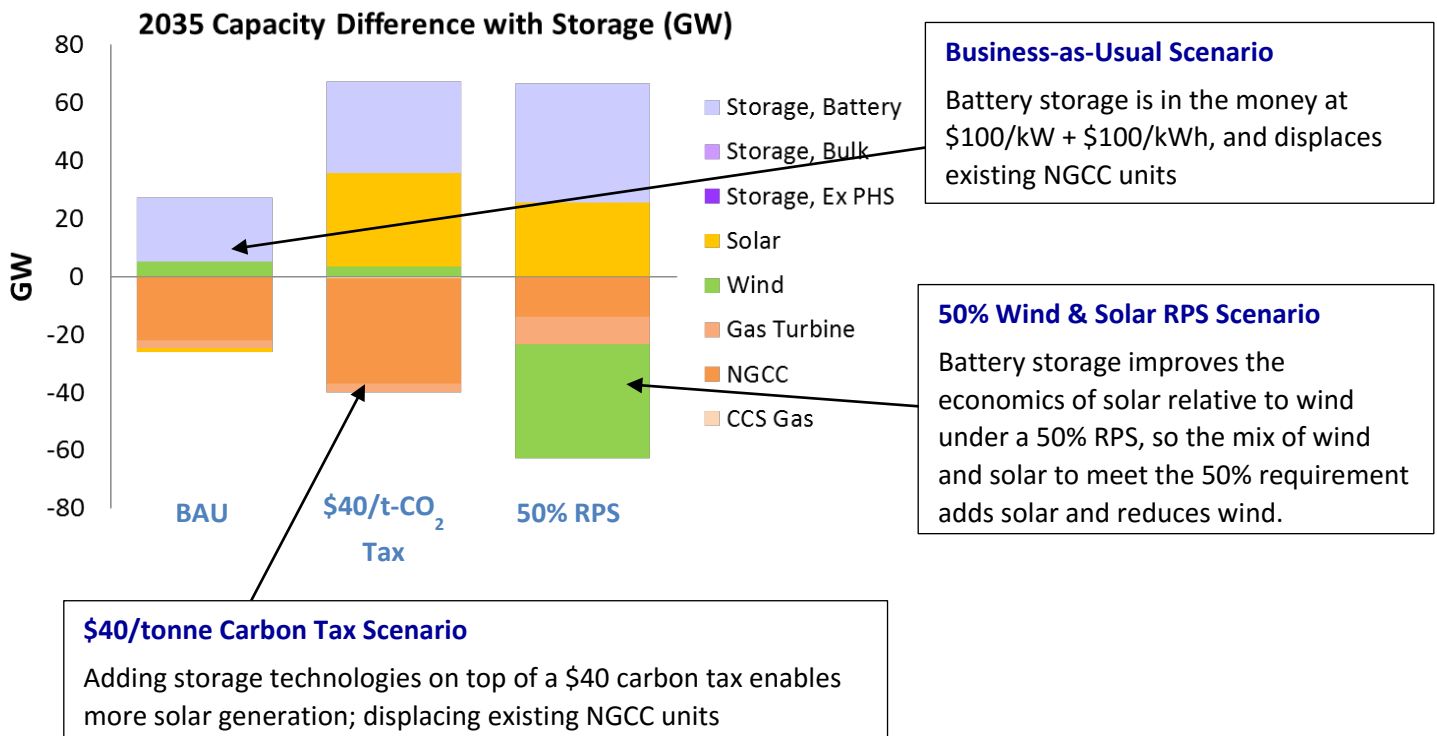 2035 Capacity Difference with Storage (GW)
80
60
40
20
0
-20
-40
-60
-80
GW
BAU
$40/t-CO2
Tax
50% RPS
Storage, Battery
Storage, Bulk
Storage, Ex PHS
Solar
Wind
Gas Turbine
NGCC
CCS Gas
Business-as-Usual Scenario
Battery storage is in the money at
$100/kW + $100/kWh, and displaces
existing NGCC units
50% Wind & Solar RPS Scenario
Battery storage improves the
economics of solar relative to wind
under a 50% RPS, so the mix of wind
and solar to meet the 50% requirement
adds solar and reduces wind.
$40/tonne Carbon Tax Scenario
Adding storage technologies on top of a $40 carbon tax enables
more solar generation; displacing existing NGCC units